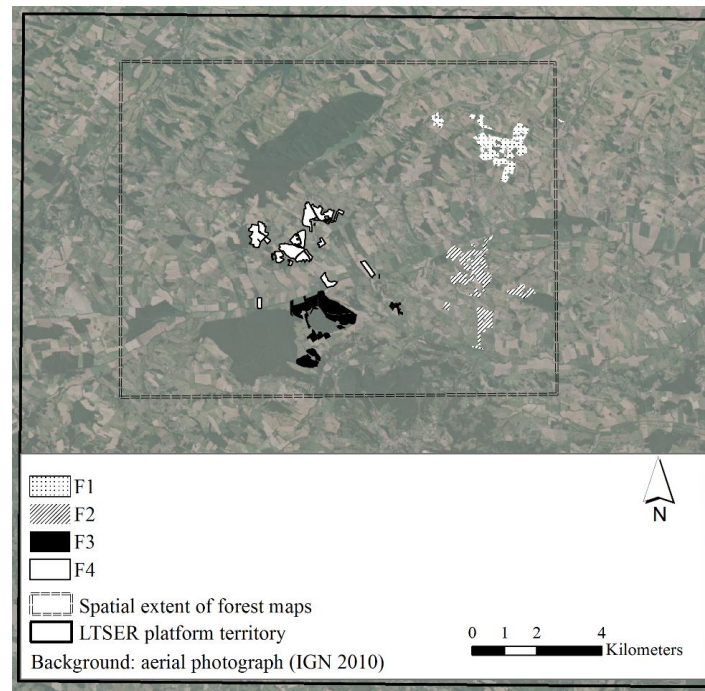 F1
F2
F3
F4
Spatial extent of forest maps
LTSER platform territory
Background: aerial photograph (IGN 2010)
N
0 1 2 4
Kilometers